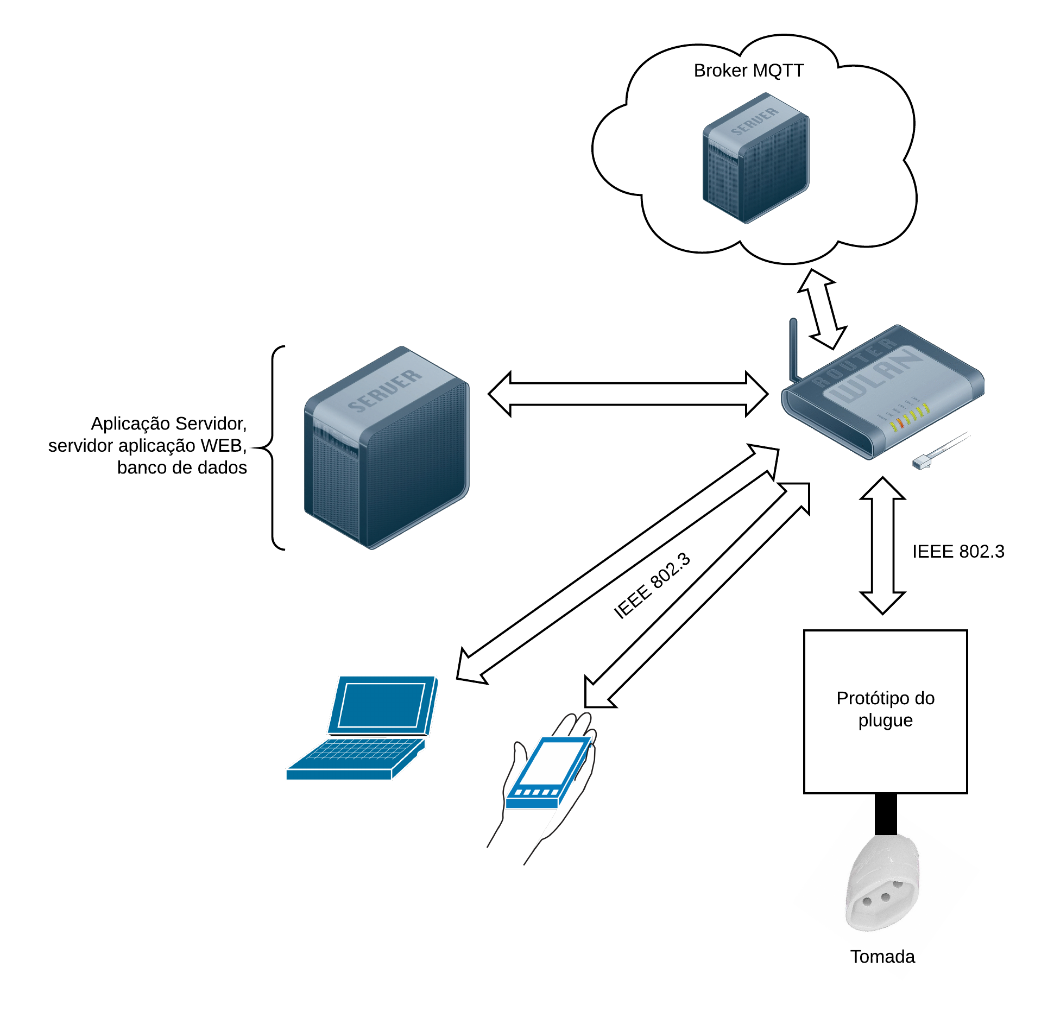 Broker MQTT
SERVER
ROUTER
WLAN
SERVER
Aplicação Servidor,
servidor aplicação WEB,
banco de dados
IEEE 802.3
IEEE 802.3
Protótipo do
plugue
Tomada